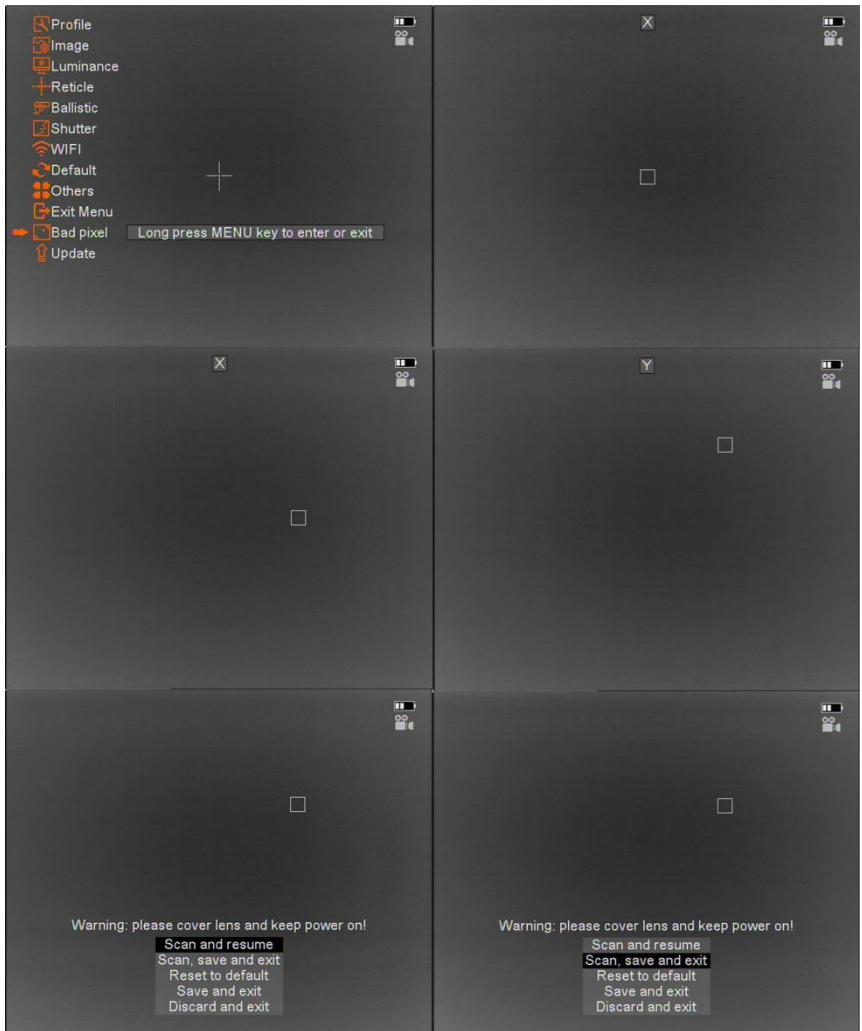 Profile
Image
Luminance
Reticle
Ballistic
Shutter
WIFI
Default
Others
Exit Menu
Bad pixel Long press MENU key to enter or exit
Update
X
X
Y
Warning: please cover lens and keep power on!
Scan and resume
Scan, save and exit
Reset to default
Save and exit
Discard and exit
Warning: please cover lens and keep power on!
Scan and resume
Scan, save and exit
Reset to default
Save and exit
Discard and exit